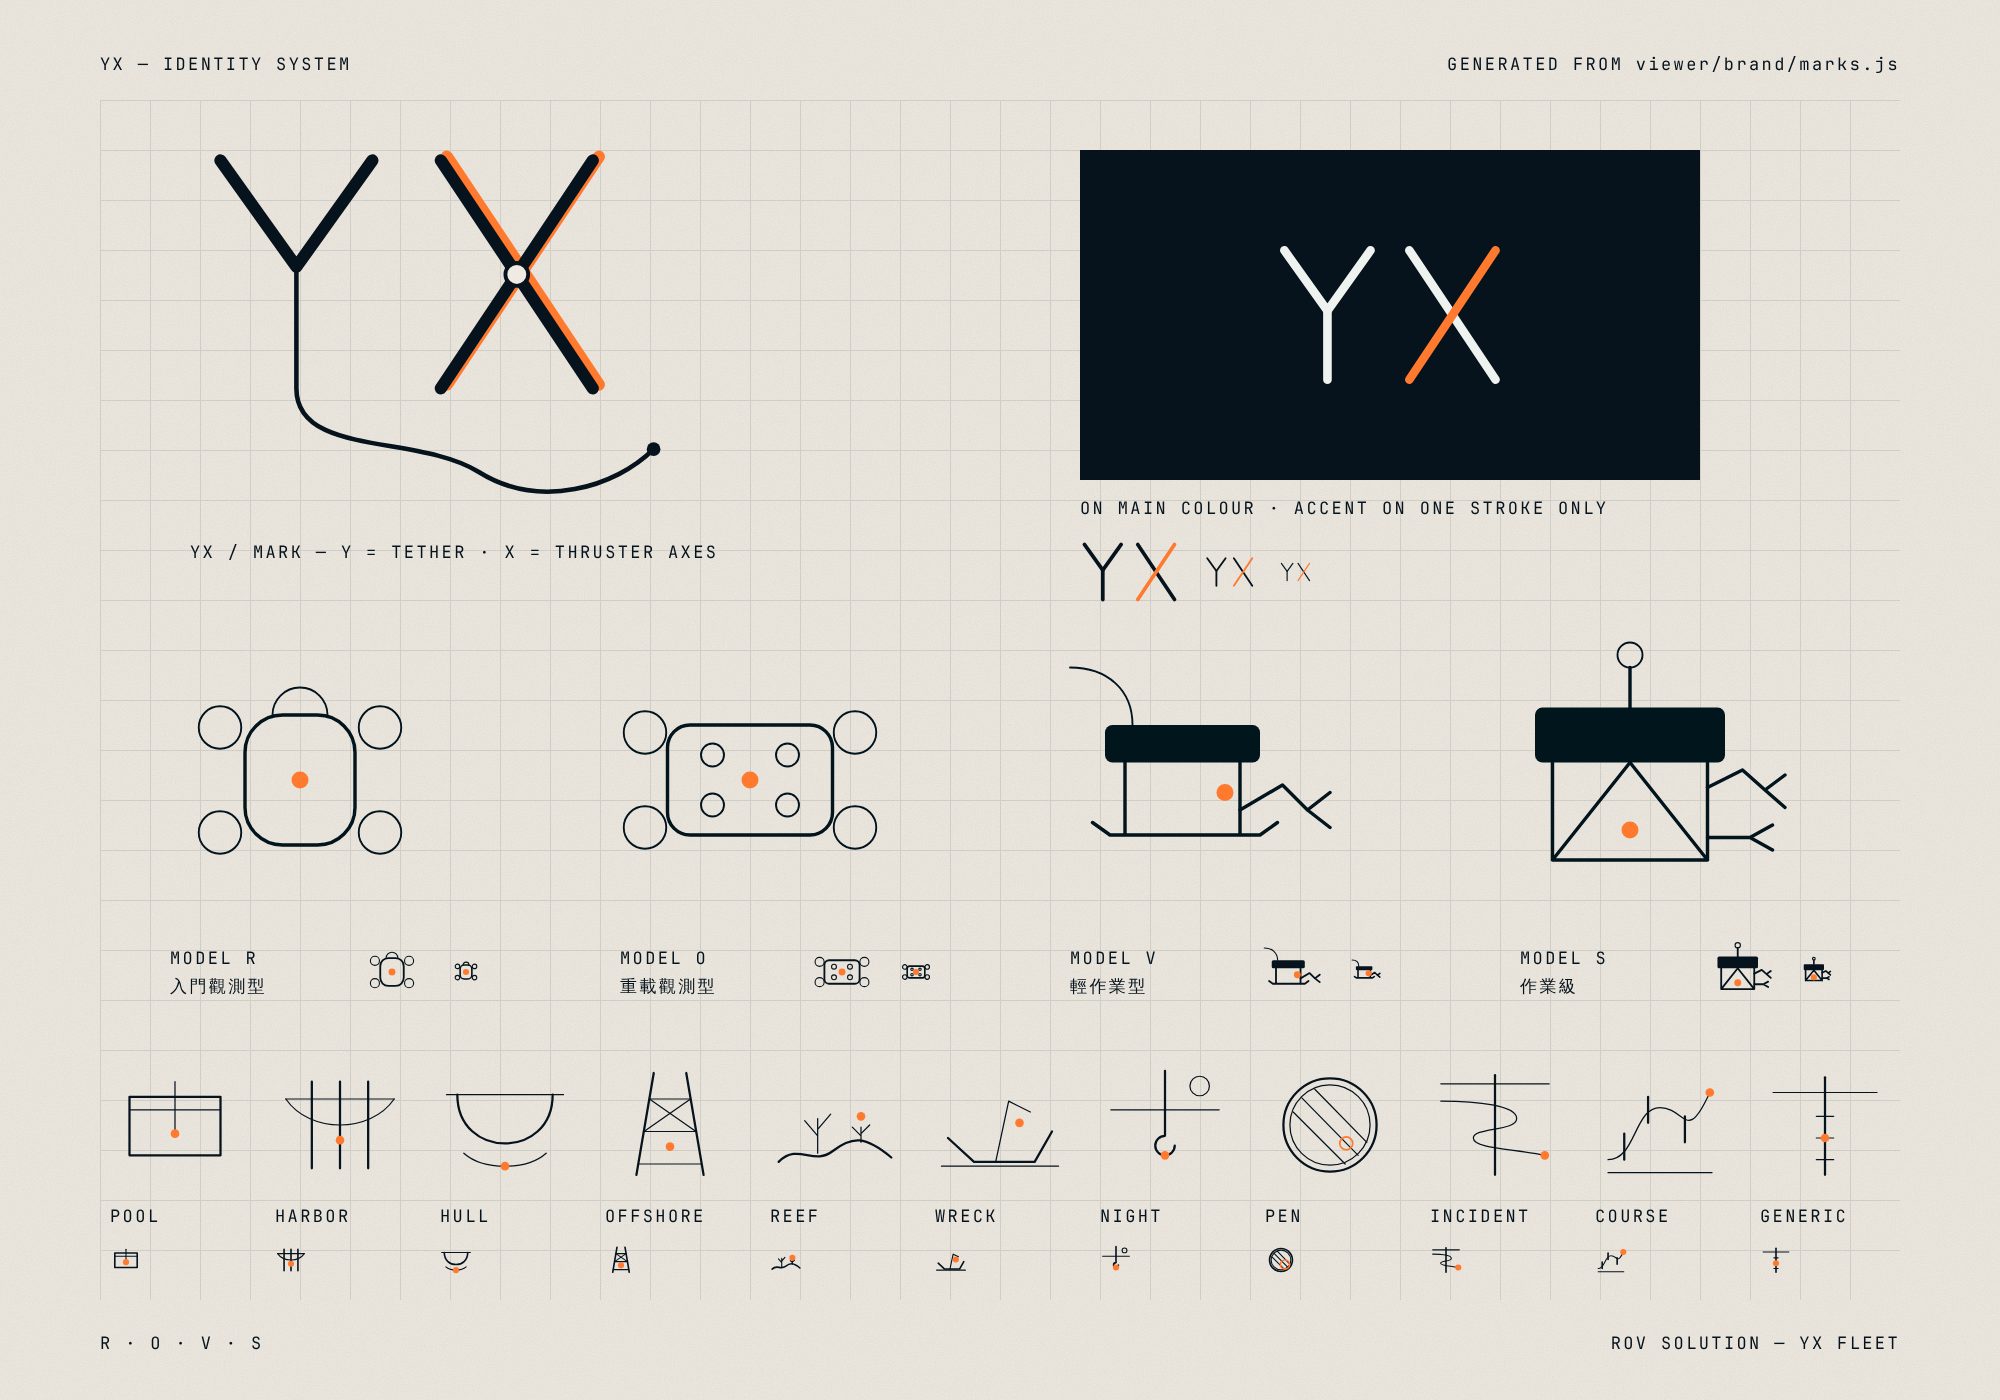 YX — IDENTITY SYSTEM
GENERATED FROM viewer/brand/marks.js
YX
YX
ON MAIN COLOUR · ACCENT ON ONE STROKE ONLY
YX / MARK — Y = TETHER · X = THRUSTER AXES
YX YX YX
MODEL R
入門觀測型
MODEL O
重載觀測型
MODEL V
輕作業型
MODEL S
作業級
POOL
HARBOR
HULL
OFFSHORE
REEF
WRECK
NIGHT
PEN
INCIDENT
COURSE
GENERIC
R · O · V · S
ROV SOLUTION — YX FLEET